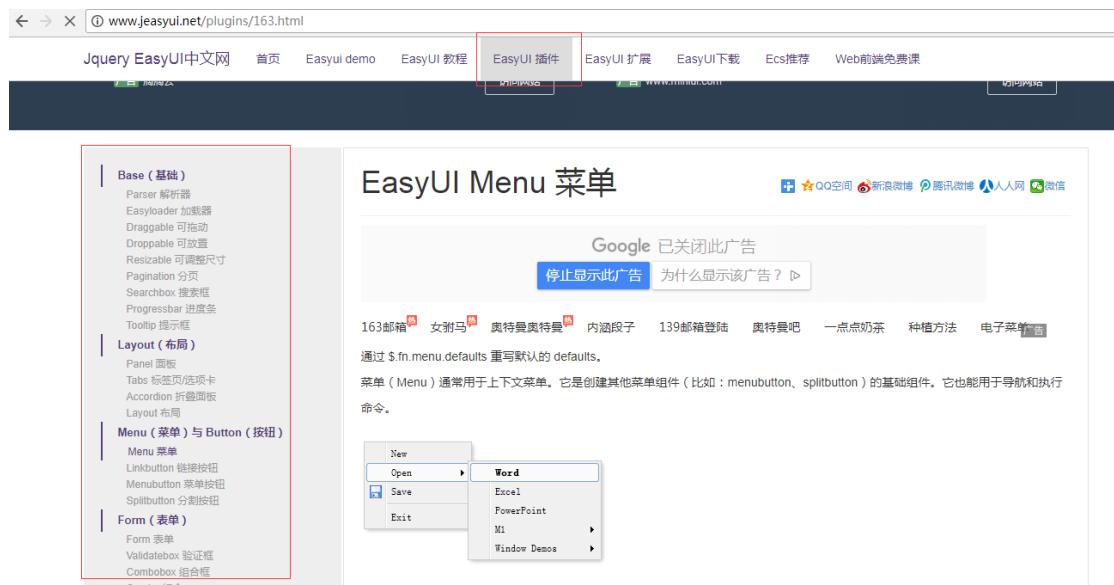 www.jeasyui.net/plugins/163.html
Jquery EasyUI中文网 首页 Easyui demo EasyUI 教程 EasyUI 插件 EasyUI 扩展 EasyUI下载 Ecs推荐 Web前端免费课
www.miniui.com
Base ( 基础 )
Parser 解析器
Easyloader 加载器
Draggable 可拖动
Droppable 可放置
Resizable 可调整尺寸
Pagination 分页
Searchbox 搜索框
Progressbar 进度条
Tooltip 提示框
Layout ( 布局 )
Panel 面板
Tabs 标签页/选项卡
Accordion 折叠面板
Layout 布局
Menu ( 菜单 ) 与 Button ( 按钮 )
Menu 菜单
Linkbutton 链接按钮
Menubutton 菜单按钮
Splitbutton 分割按钮
Form ( 表单 )
Form 表单
Validatebox 验证框
Combobox 组合框
EasyUI Menu 菜单
QQ空间 新浪微博 腾讯微博 人人网 微信
Google 已关闭此广告
停止显示此广告 为什么显示该广告？
163邮箱热 女驸马热 奥特曼奥特曼热 内涵段子 139邮箱登陆 奥特曼吧 一点点奶茶 种植方法 电子菜单 广告
通过 $.fn.menu.defaults 重写默认的 defaults。
菜单 ( Menu ) 通常用于上下文菜单。它是创建其他菜单组件 ( 比如 : menubutton、splitbutton ) 的基础组件。它也能用于导航和执行
命令。
New
Open
Save
Exit
Word
Excel
PowerPoint
M1
Window Demos